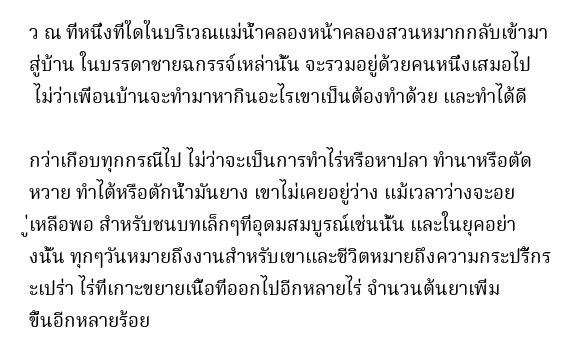 ว ณ ที่หนึ่งที่ใดในบริเวณแม่น้ำคลองหน้าคลองสวนหมากกลับเข้ามา
สู่บ้าน ในบรรดาชายฉกรรจ์เหล่านั้น จะรวมอยู่ด้วยคนหนึ่งเสมอไป
ไม่ว่าเพื่อนบ้านจะทำมาหากินอะไรเขาเป็นต้องทำด้วย และทำได้ดี
กว่าเกือบทุกกรณีไป ไม่ว่าจะเป็นการทำไร่หรือหาปลา ทำนาหรือตัด
หวาย ทำไต้หรือตักน้ำมันยาง เขาไม่เคยอยู่ว่าง แม้เวลาว่างจะอย
ู่เหลือพอ สำหรับชนบทเล็กๆที่อุดมสมบูรณ์เช่นนั้น และในยุคอย่า
งนั้น ทุกๆวันหมายถึงงานสำหรับเขาและชีวิตหมายถึงความกระปรี้กร
ะเปร่า ไร่ที่เกาะขยายเนื้อที่ออกไปอีกหลายไร่ จำนวนต้นยาเพิ่ม
ขึ้นอีกหลายร้อย